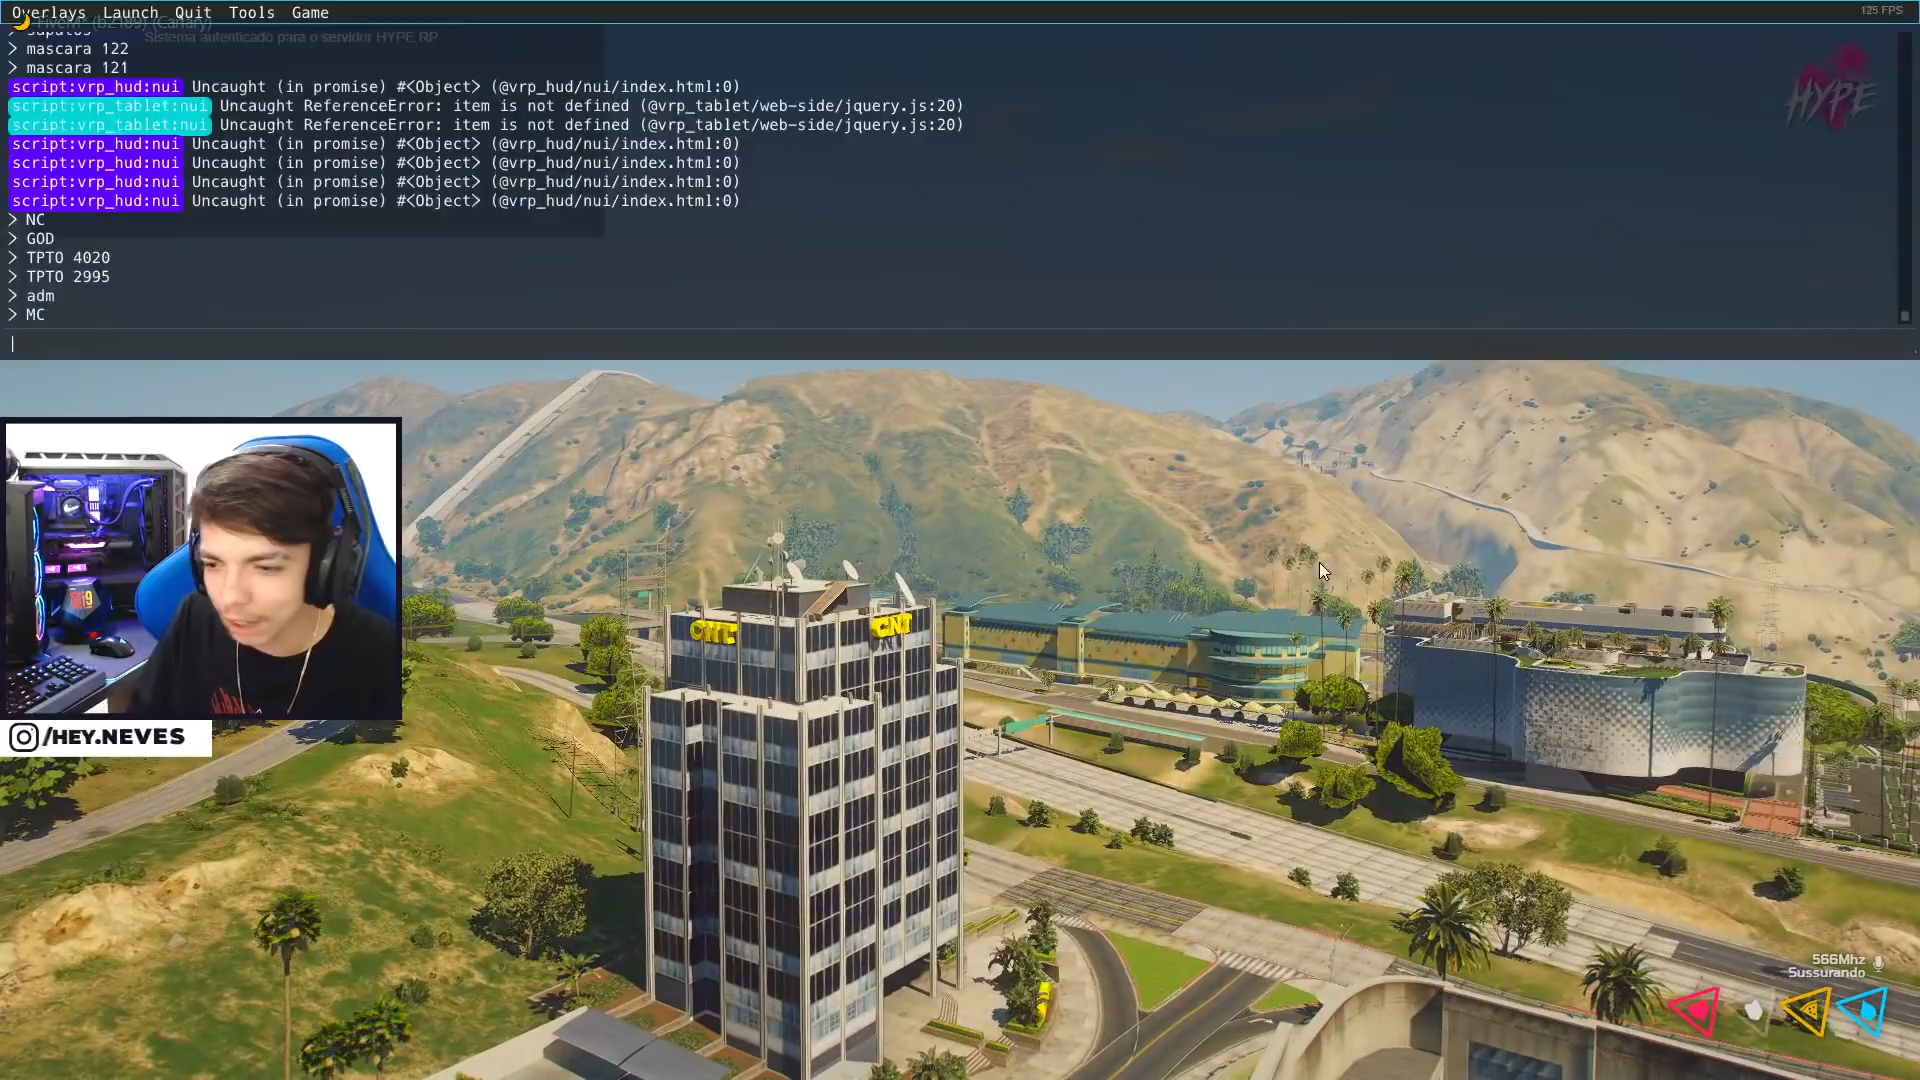 Overlays Launch Quit Tools Game
125 FPS
FiveM* (b2189) (Canary)
Sistema autenticado para o servidor HYPE RP
> sapatos
> mascara 122
> mascara 121
script:vrp_hud:nui Uncaught (in promise) #<Object> (@vrp_hud/nui/index.html:0)
script:vrp_tablet:nui Uncaught ReferenceError: item is not defined (@vrp_tablet/web-side/jquery.js:20)
script:vrp_tablet:nui Uncaught ReferenceError: item is not defined (@vrp_tablet/web-side/jquery.js:20)
script:vrp_hud:nui Uncaught (in promise) #<Object> (@vrp_hud/nui/index.html:0)
script:vrp_hud:nui Uncaught (in promise) #<Object> (@vrp_hud/nui/index.html:0)
script:vrp_hud:nui Uncaught (in promise) #<Object> (@vrp_hud/nui/index.html:0)
script:vrp_hud:nui Uncaught (in promise) #<Object> (@vrp_hud/nui/index.html:0)
> NC
> GOD
> TPTO 4020
> TPTO 2995
> adm
> MC
HYPE
CNT
CNT
/HEY.NEVES
566Mhz
Sussurando